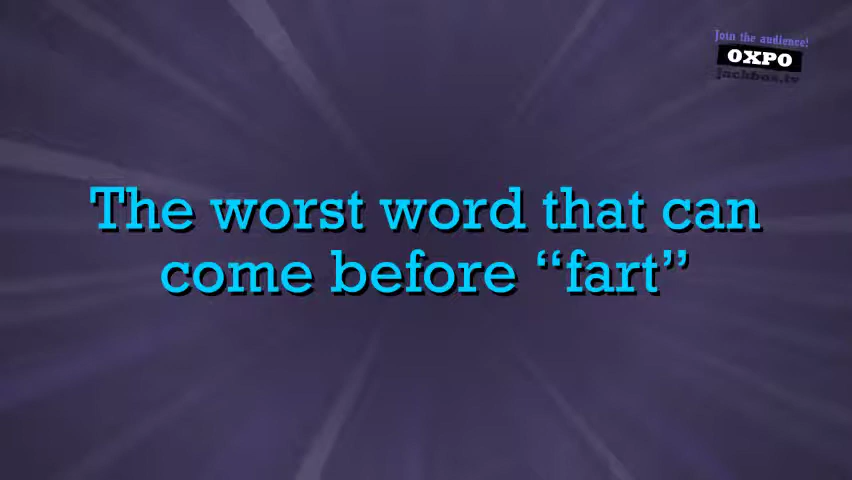 Join the audience!
OXPO
jackbox.tv
The worst word that can
come before “fart”